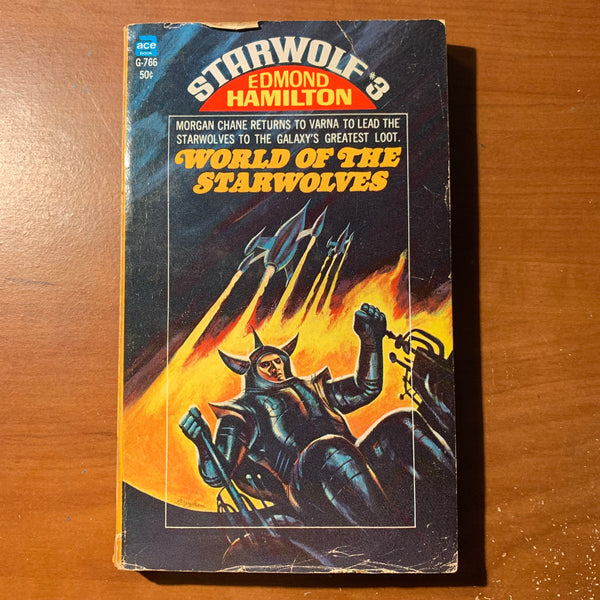 ace
BOOK
G-766
50¢
STARWOLF #3
EDMOND
HAMILTON
MORGAN CHANE RETURNS TO VARNA TO LEAD THE
STARWOLVES TO THE GALAXY'S GREATEST LOOT.
WORLD OF THE
STARWOLVES